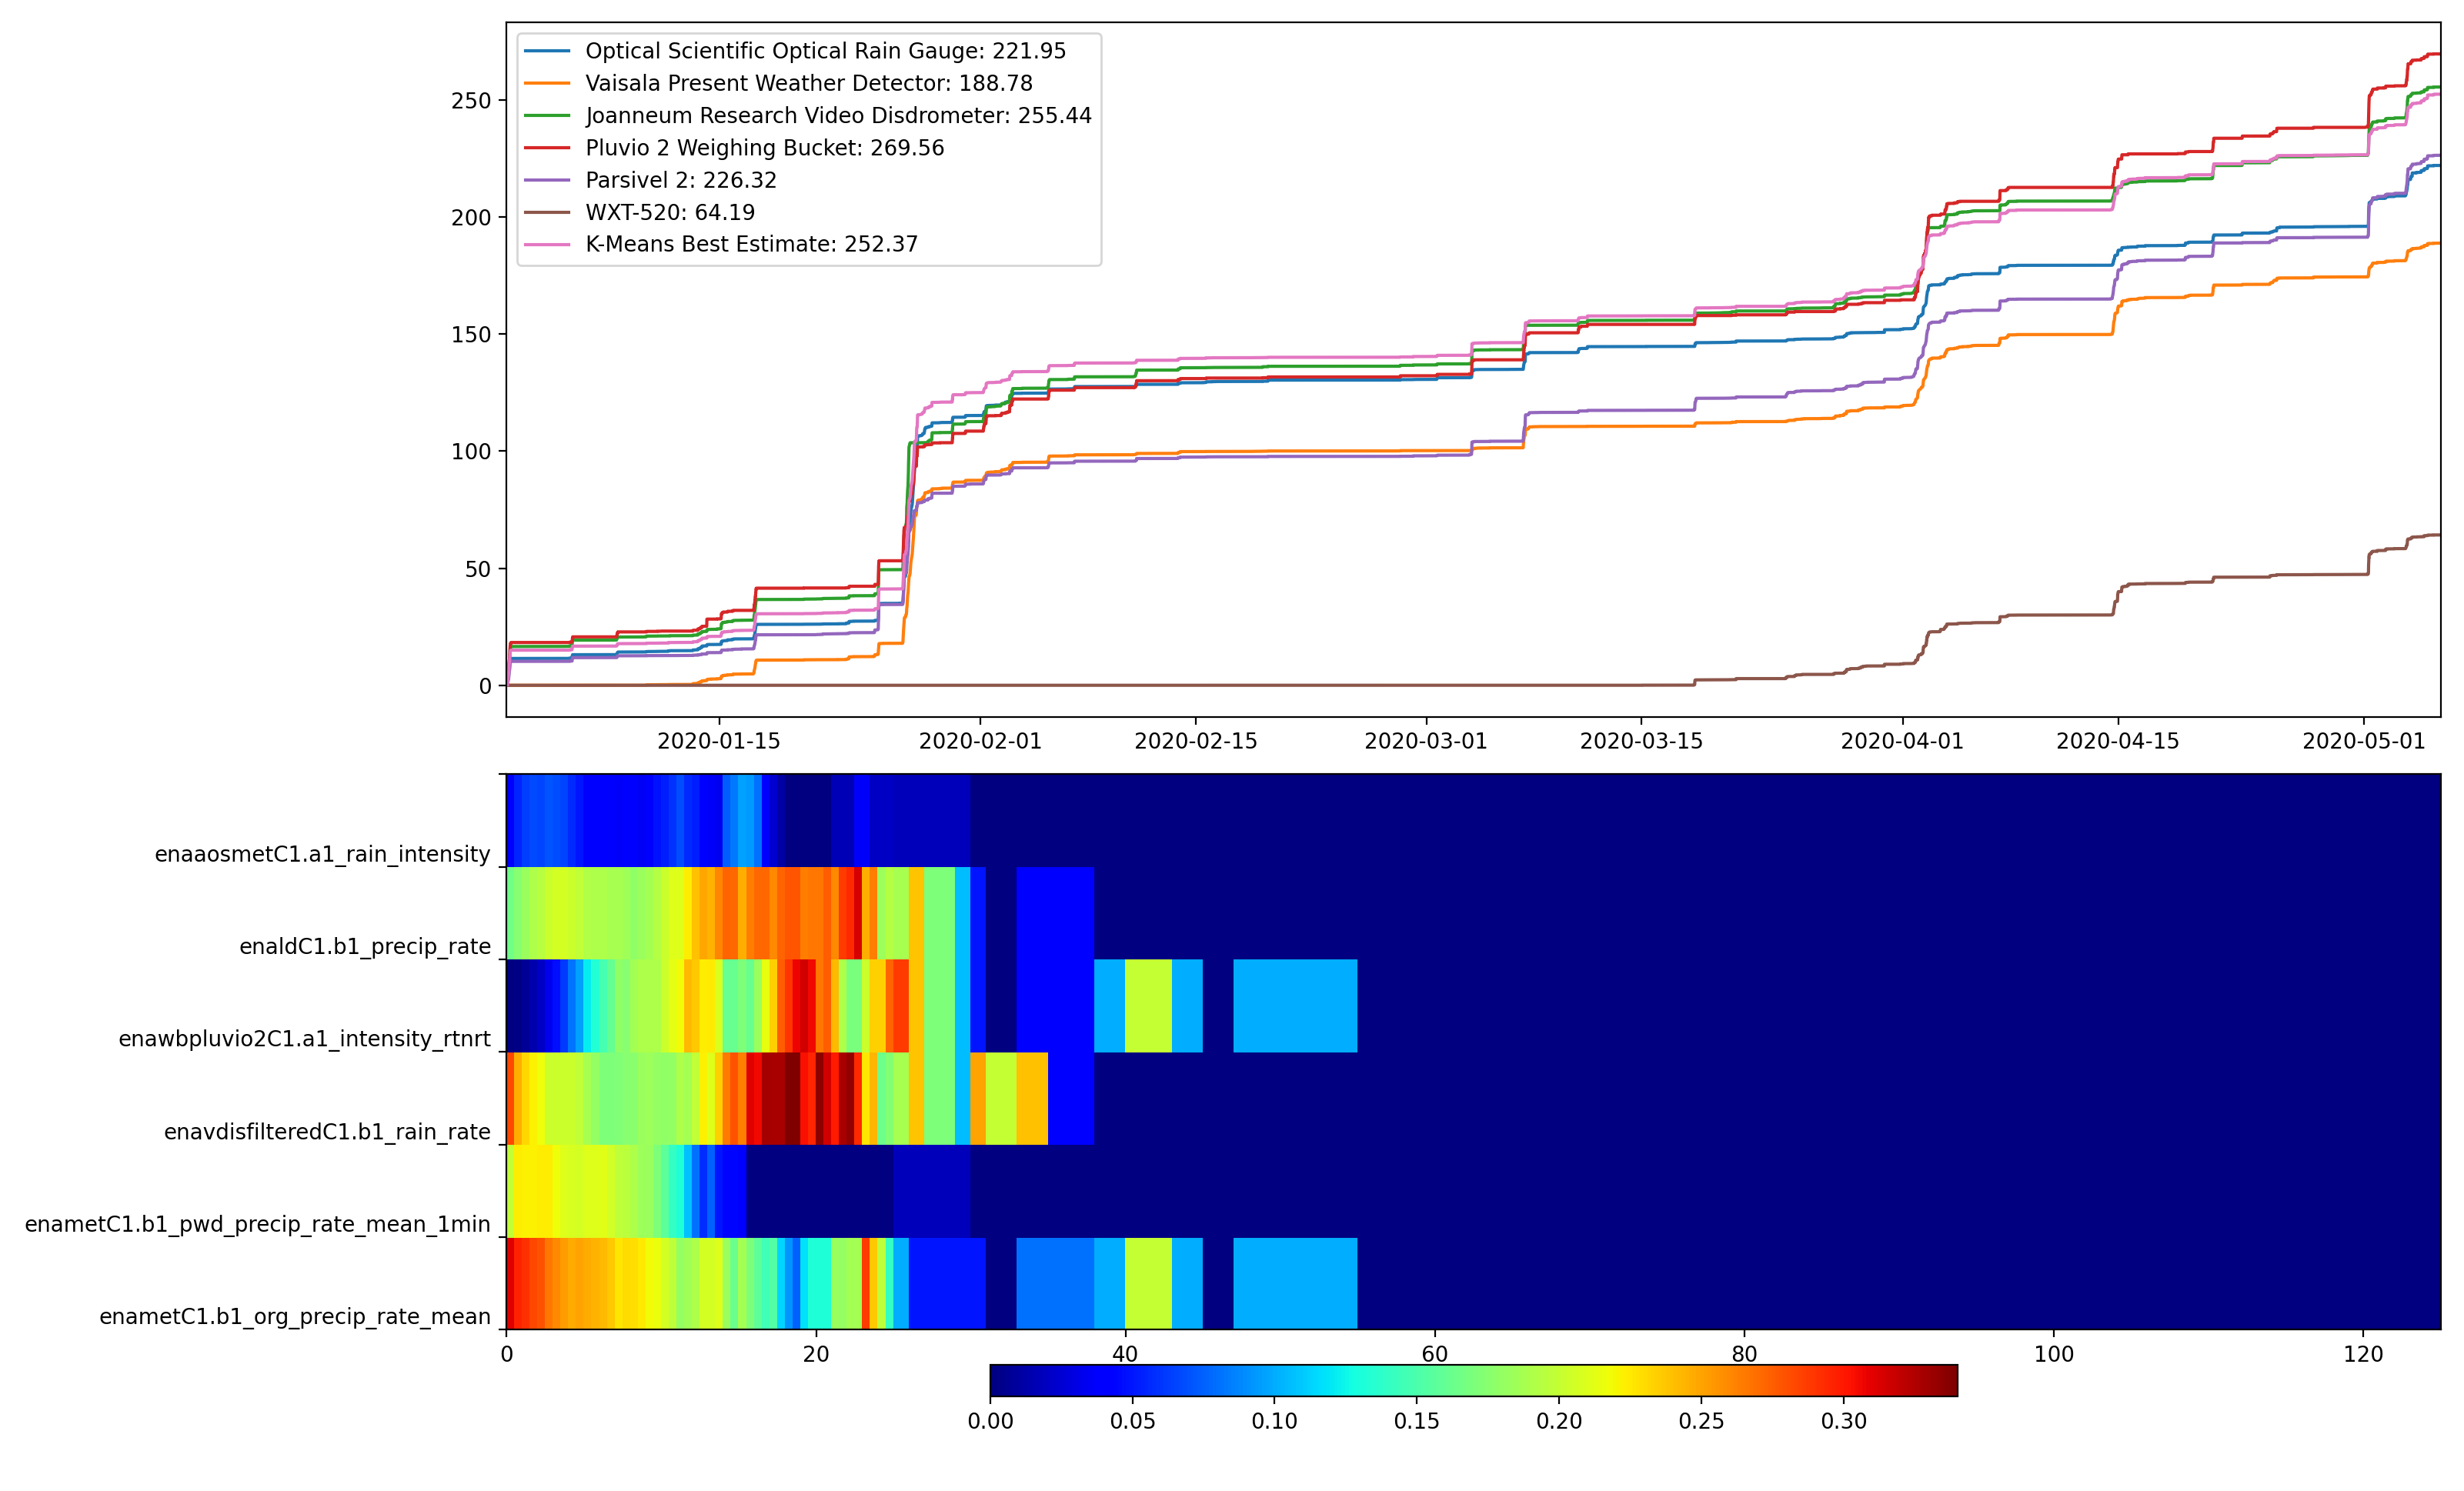 Optical Scientific Optical Rain Gauge: 221.95
Vaisala Present Weather Detector: 188.78
Joanneum Research Video Disdrometer: 255.44
Pluvio 2 Weighing Bucket: 269.56
Parsivel 2: 226.32
WXT-520: 64.19
K-Means Best Estimate: 252.37
250
200
150
100
50
0
2020-01-15 2020-02-01 2020-02-15 2020-03-01 2020-03-15 2020-04-01 2020-04-15 2020-05-01
enaaosmetC1.a1_rain_intensity
enaldC1.b1_precip_rate
enawbpluvio2C1.a1_intensity_rtnrt
enavdisfilteredC1.b1_rain_rate
enametC1.b1_pwd_precip_rate_mean_1min
enametC1.b1_org_precip_rate_mean
0 20 40 60 80 100 120
0.00 0.05 0.10 0.15 0.20 0.25 0.30